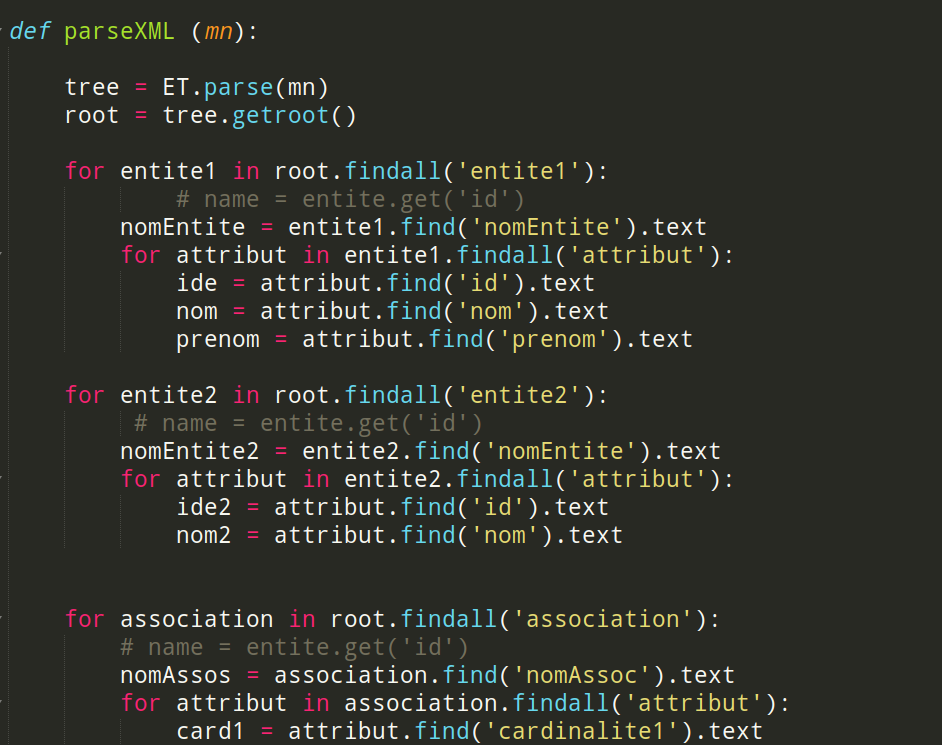 def parseXML (mn):
tree = ET.parse(mn)
root = tree.getroot()
for entite1 in root.findall('entite1'):
# name = entite.get('id')
nomEntite = entite1.find('nomEntite').text
for attribut in entite1.findall('attribut'):
ide = attribut.find('id').text
nom = attribut.find('nom').text
prenom = attribut.find('prenom').text
for entite2 in root.findall('entite2'):
# name = entite.get('id')
nomEntite2 = entite2.find('nomEntite').text
for attribut in entite2.findall('attribut'):
ide2 = attribut.find('id').text
nom2 = attribut.find('nom').text
for association in root.findall('association'):
# name = entite.get('id')
nomAssos = association.find('nomAssoc').text
for attribut in association.findall('attribut'):
card1 = attribut.find('cardinalite1').text